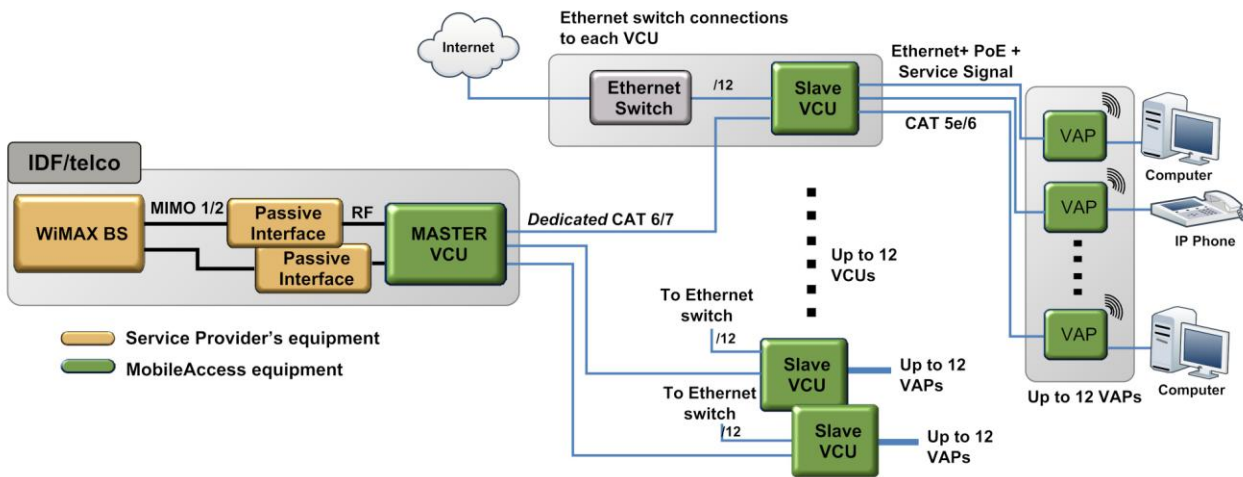 Ethernet switch connections
to each VCU
Internet
Ethernet
Switch
/12
Slave
VCU
Ethernet+ PoE +
Service Signal
CAT 5e/6
VAP
Computer
VAP
IP Phone
VAP
Computer
Up to 12 VAPs
IDF/telco
WiMAX BS
MIMO 1/2
Passive
Interface
RF
Passive
Interface
MASTER
VCU
Dedicated CAT 6/7
Up to 12
VCUs
Service Provider's equipment
MobileAccess equipment
To Ethernet
switch
/12
Slave
VCU
Up to 12
VAPs
To Ethernet
switch
/12
Slave
VCU
Up to 12
VAPs